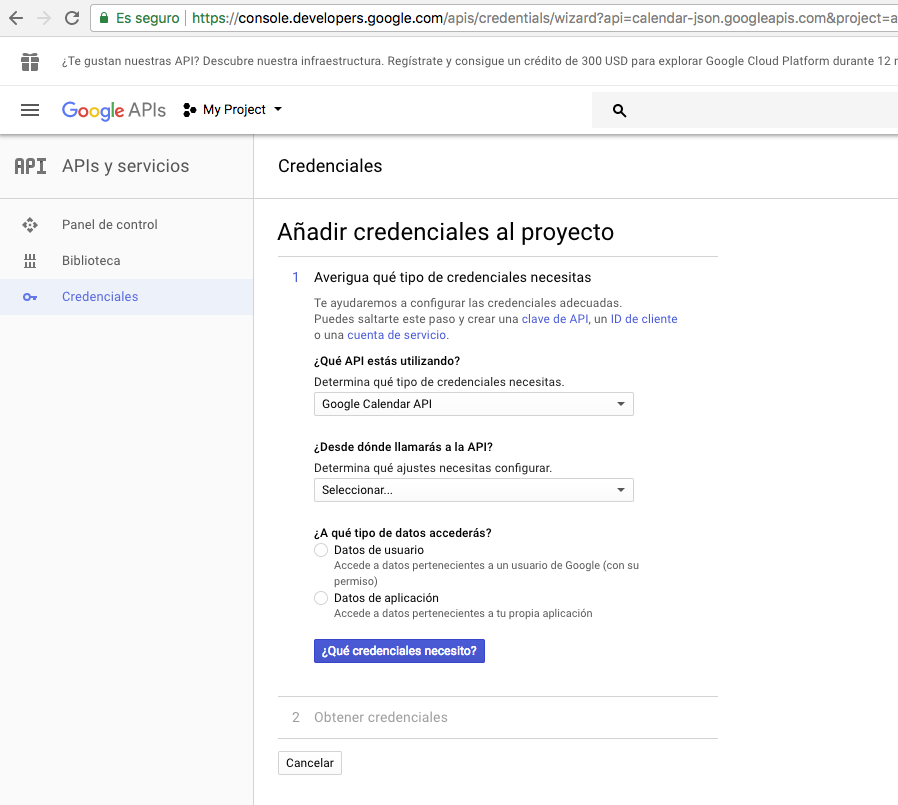 Es seguro https://console.developers.google.com/apis/credentials/wizard?api=calendar-json.googleapis.com&project=a
¿Te gustan nuestras API? Descubre nuestra infraestructura. Regístrate y consigue un crédito de 300 USD para explorar Google Cloud Platform durante 12
Google APIs My Project
API APIs y servicios
Credenciales
Panel de control
Biblioteca
Credenciales
Añadir credenciales al proyecto
1 Averigua qué tipo de credenciales necesitas
Te ayudaremos a configurar las credenciales adecuadas.
Puedes saltarte este paso y crear una clave de API, un ID de cliente
o una cuenta de servicio.
¿Qué API estás utilizando?
Determina qué tipo de credenciales necesitas.
Google Calendar API
¿Desde dónde llamarás a la API?
Determina qué ajustes necesitas configurar.
Seleccionar...
¿A qué tipo de datos accederás?
Datos de usuario
Accede a datos pertenecientes a un usuario de Google (con su
permiso)
Datos de aplicación
Accede a datos pertenecientes a tu propia aplicación
¿Qué credenciales necesito?
2 Obtener credenciales
Cancelar